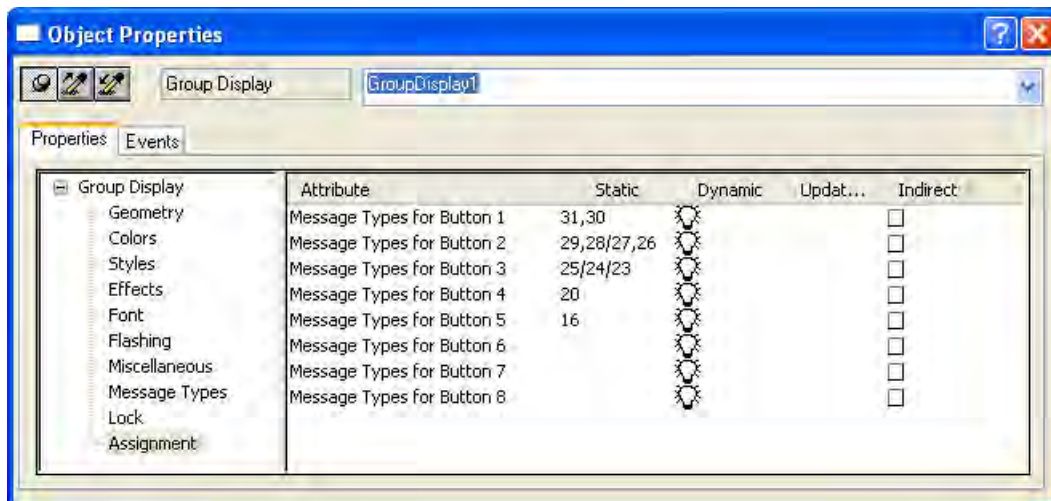 Object Properties
Group Display GroupDisplay1
Properties Events
Group Display
Geometry
Colors
Styles
Effects
Font
Flashing
Miscellaneous
Message Types
Lock
Assignment
Attribute Static Dynamic Updat... Indirect
Message Types for Button 1 31,30
Message Types for Button 2 29,28/27,26
Message Types for Button 3 25/24/23
Message Types for Button 4 20
Message Types for Button 5 16
Message Types for Button 6
Message Types for Button 7
Message Types for Button 8